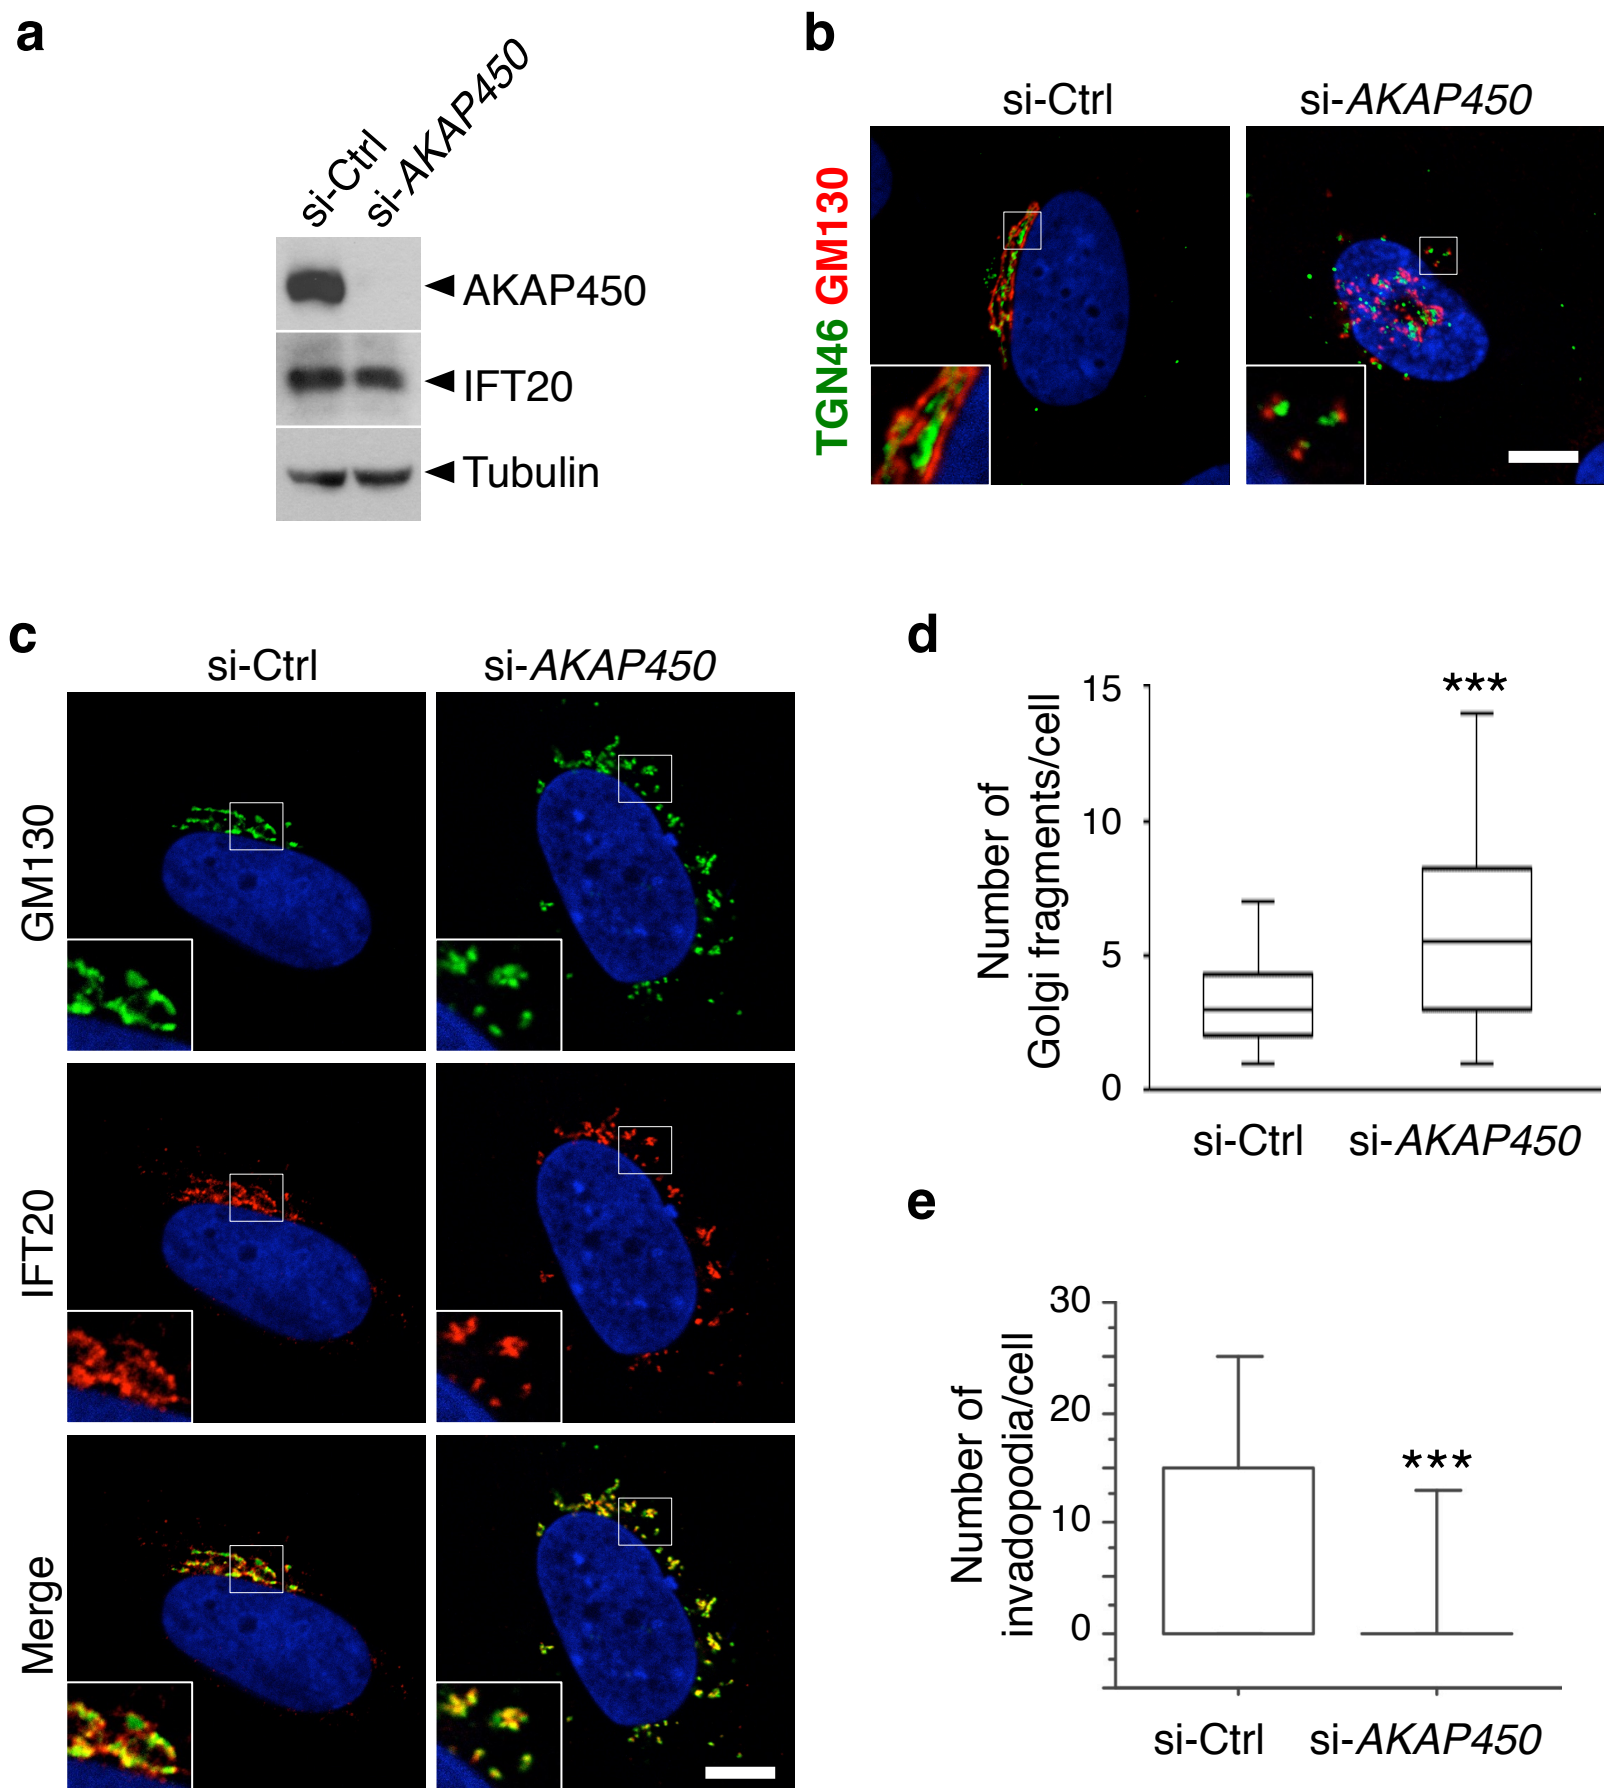 a
si-Ctrl
si-AKAP450
AKAP450
IFT20
Tubulin
b
si-Ctrl
si-AKAP450
TGN46 GM130
c
si-Ctrl
si-AKAP450
GM130
IFT20
Merge
d
Number of
Golgi fragments/cell
15
10
5
0
***
si-Ctrl
si-AKAP450
e
Number of
invadopodia/cell
30
20
10
0
***
si-Ctrl
si-AKAP450